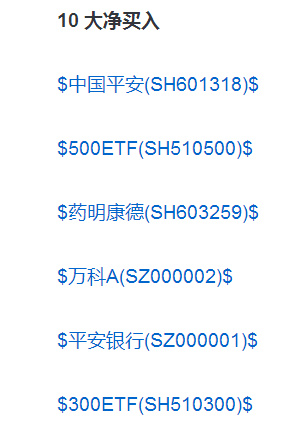 10 大净买入
$中国平安(SH601318)$
$500ETF(SH510500)$
$药明康德(SH603259)$
$万科A(SZ000002)$
$平安银行(SZ000001)$
$300ETF(SH510300)$